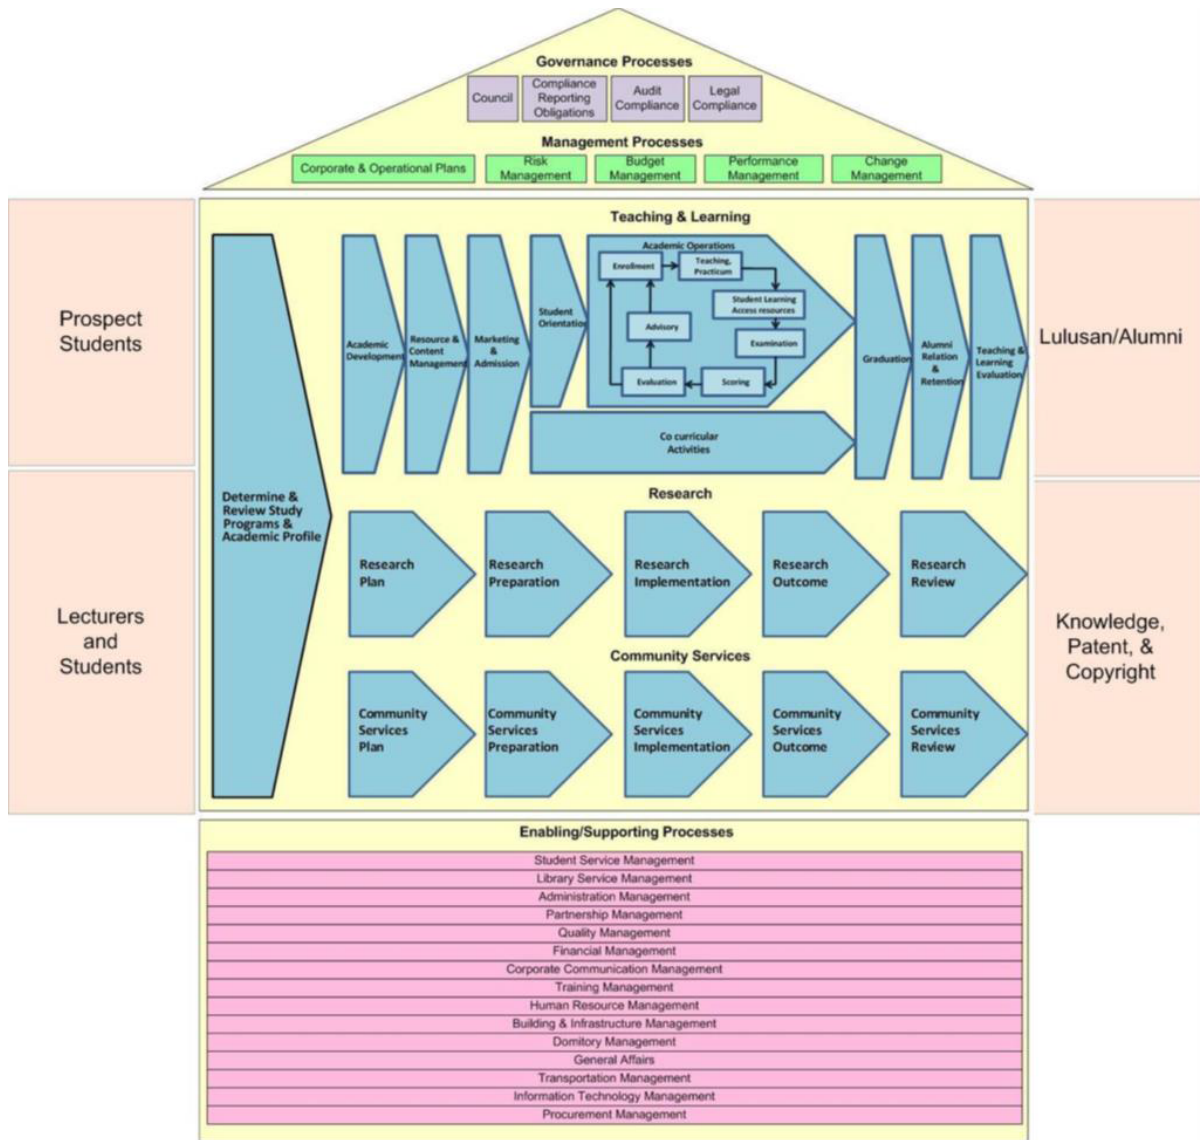 Governance Processes
Council
Compliance
Reporting
Obligations
Audit
Compliance
Legal
Compliance
Management Processes
Corporate & Operational Plans
Risk
Management
Budget
Management
Performance
Management
Change
Management
Prospect
Students
Lecturers
and
Students
Determine &
Review Study
Programs &
Academic Profile
Teaching & Learning
Academic
Development
Resource &
Content
Management
Marketing
&
Admission
Student
Orientation
Academic Operations
Enrollment
Teaching,
Practicum
Student Learning
Access resources
Advisory
Examination
Evaluation
Scoring
Co curricular
Activities
Graduation
Alumni
Relation
&
Retention
Teaching &
Learning
Evaluation
Research
Research
Plan
Research
Preparation
Research
Implementation
Research
Outcome
Research
Review
Community Services
Community
Services
Plan
Community
Services
Preparation
Community
Services
Implementation
Community
Services
Outcome
Community
Services
Review
Lulusan/Alumni
Knowledge,
Patent, &
Copyright
Enabling/Supporting Processes
Student Service Management
Library Service Management
Administration Management
Partnership Management
Quality Management
Financial Management
Corporate Communication Management
Training Management
Human Resource Management
Building & Infrastructure Management
Domitory Management
General Affairs
Transportation Management
Information Technology Management
Procurement Management